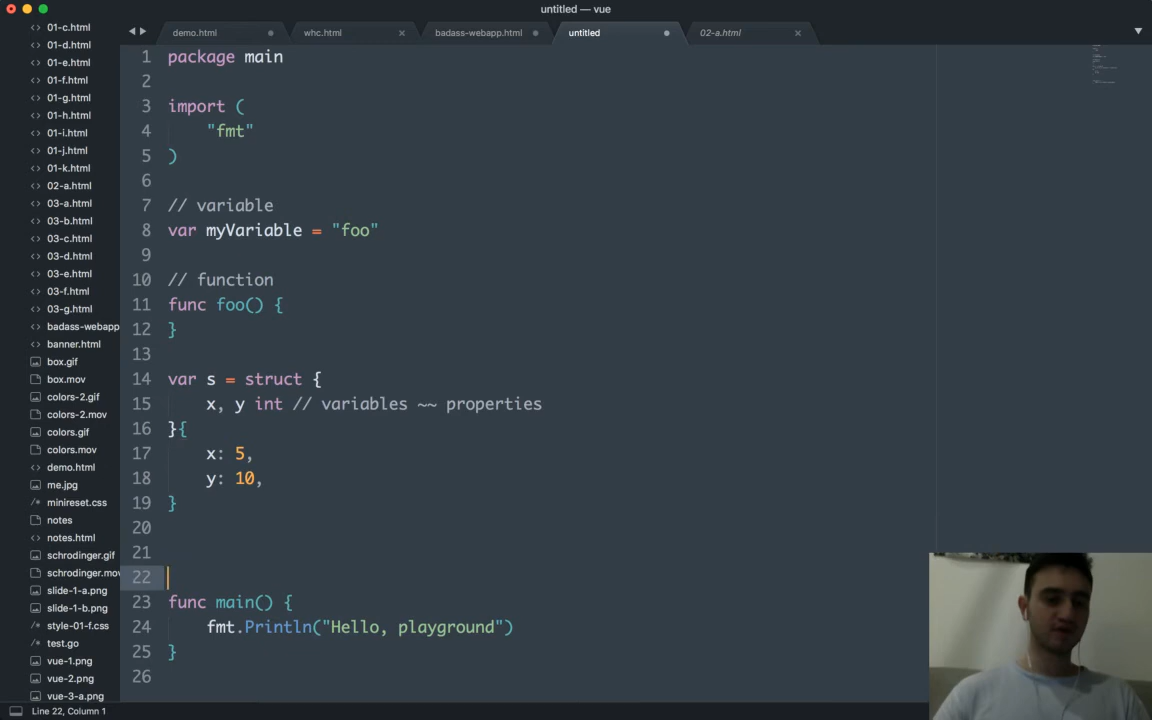 untitled — vue
01-c.html
01-d.html
01-e.html
01-f.html
01-g.html
01-h.html
01-i.html
01-j.html
01-k.html
02-a.html
03-a.html
03-b.html
03-c.html
03-d.html
03-e.html
03-f.html
03-g.html
badass-webapp
banner.html
box.gif
box.mov
colors-2.gif
colors-2.mov
colors.gif
colors.mov
demo.html
me.jpg
minireset.css
notes
notes.html
schrodinger.gif
schrodinger.mov
slide-1-a.png
slide-1-b.png
style-01-f.css
test.go
vue-1.png
vue-2.png
vue-3-a.png
demo.html whc.html badass-webapp.html untitled 02-a.html
1 package main
2
3 import (
4 "fmt"
5 )
6
7 // variable
8 var myVariable = "foo"
9
10 // function
11 func foo() {
12 }
13
14 var s = struct {
15 x, y int // variables ~~ properties
16 }{
17 x: 5,
18 y: 10,
19 }
20
21
22
23 func main() {
24 fmt.Println("Hello, playground")
25 }
26
Line 22, Column 1